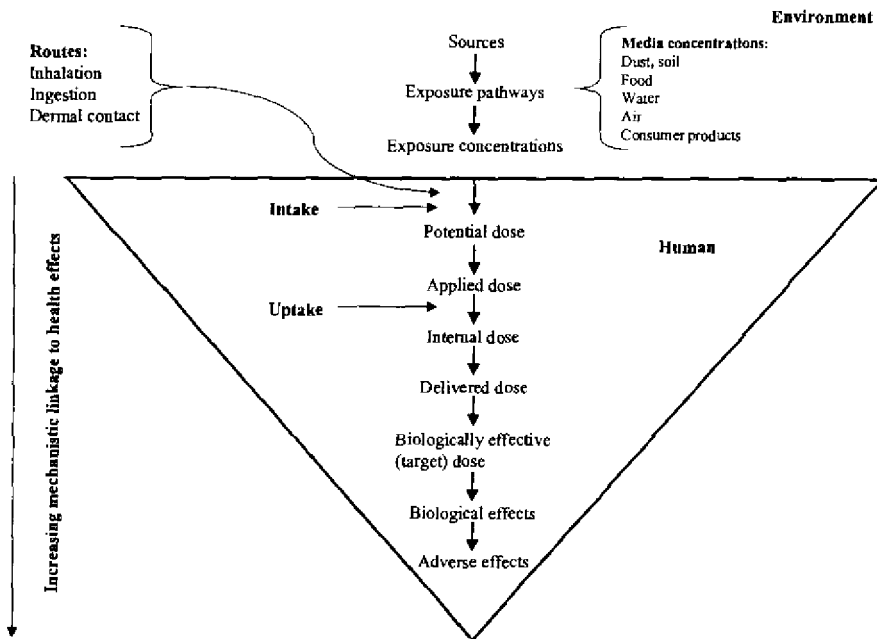 Environment
Routes:
Inhalation
Ingestion
Dermal contact
Sources
Exposure pathways
Exposure concentrations
Media concentrations:
Dust, soil
Food
Water
Air
Consumer products
Intake
Potential dose
Human
Applied dose
Uptake
Internal dose
Delivered dose
Biologically effective
(target) dose
Biological effects
Adverse effects
Increasing mechanistic linkage to health effects